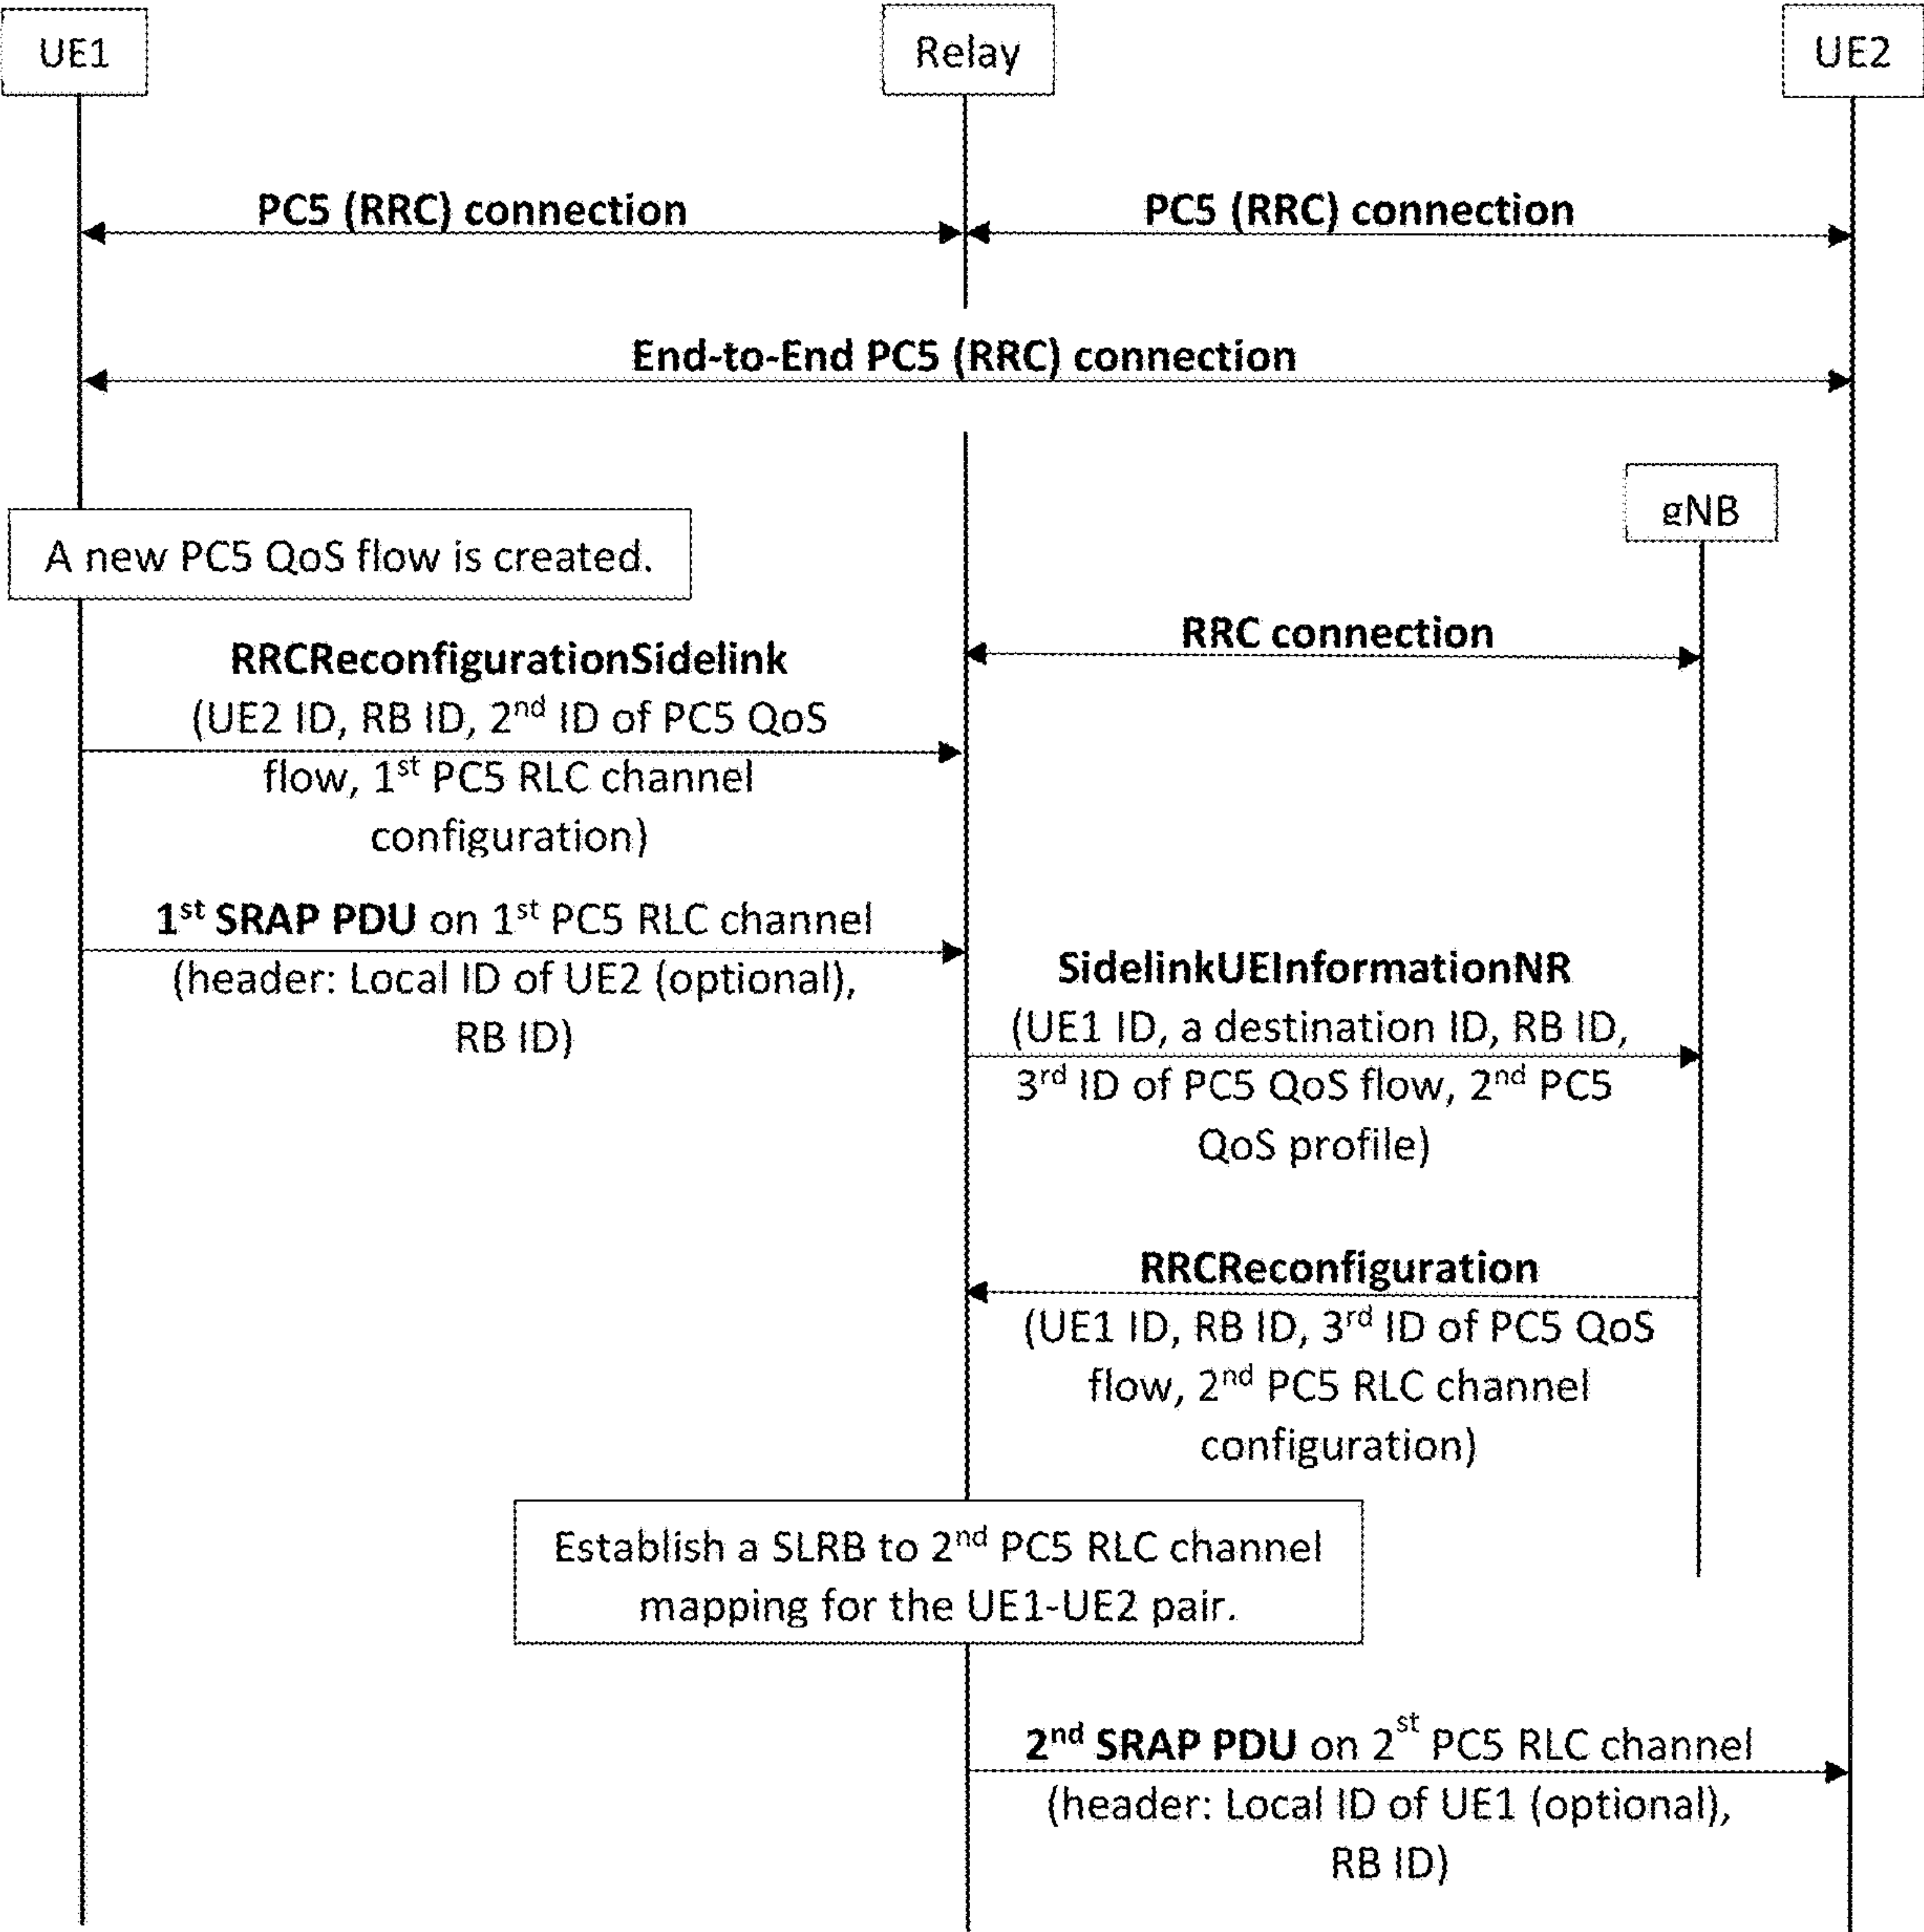 UE1
Relay
UE2
PC5 (RRC) connection
PC5 (RRC) connection
End-to-End PC5 (RRC) connection
gNB
A new PC5 QoS flow is created.
RRC connection
RRCReconfigurationSidelink
(UE2 ID, RB ID, 2nd ID of PC5 QoS
flow, 1st PC5 RLC channel
configuration)
1st SRAP PDU on 1st PC5 RLC channel
(header: Local ID of UE2 (optional),
RB ID)
SidelinkUEInformationNR
(UE1 ID, a destination ID, RB ID,
3rd ID of PC5 QoS flow, 2nd PC5
QoS profile)
RRCReconfiguration
(UE1 ID, RB ID, 3rd ID of PC5 QoS
flow, 2nd PC5 RLC channel
configuration)
Establish a SLRB to 2nd PC5 RLC channel
mapping for the UE1-UE2 pair.
2nd SRAP PDU on 2st PC5 RLC channel
(header: Local ID of UE1 (optional),
RB ID)